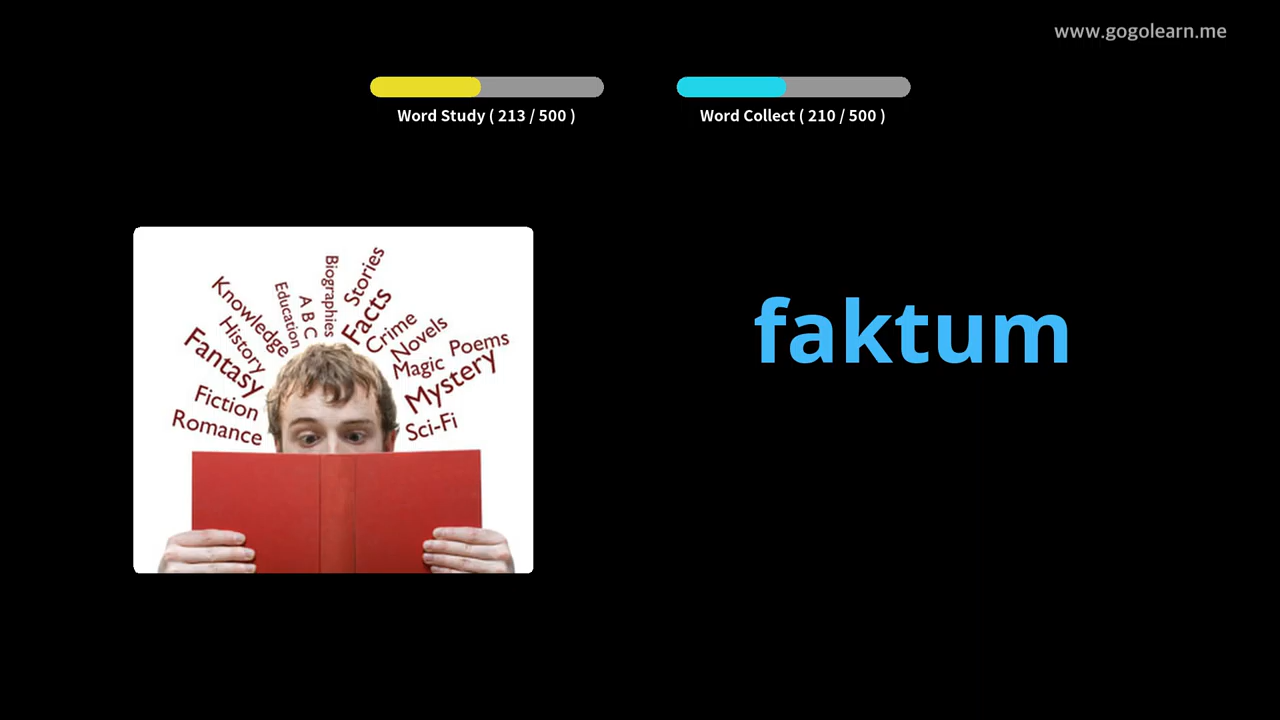 www.gogolearn.me
Word Study ( 213 / 500 )
Word Collect ( 210 / 500 )
Romance
Fiction
Fantasy
History
Knowledge
Education
A B C
Biographies
Stories
Facts
Crime
Novels
Magic
Poems
Mystery
Sci-Fi
faktum